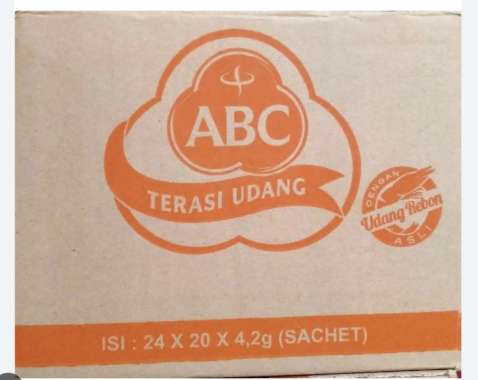 ABC
TERASI UDANG
DENGAN
Udang Rebon
ASLI
ISI : 24 X 20 X 4,2g (SACHET)